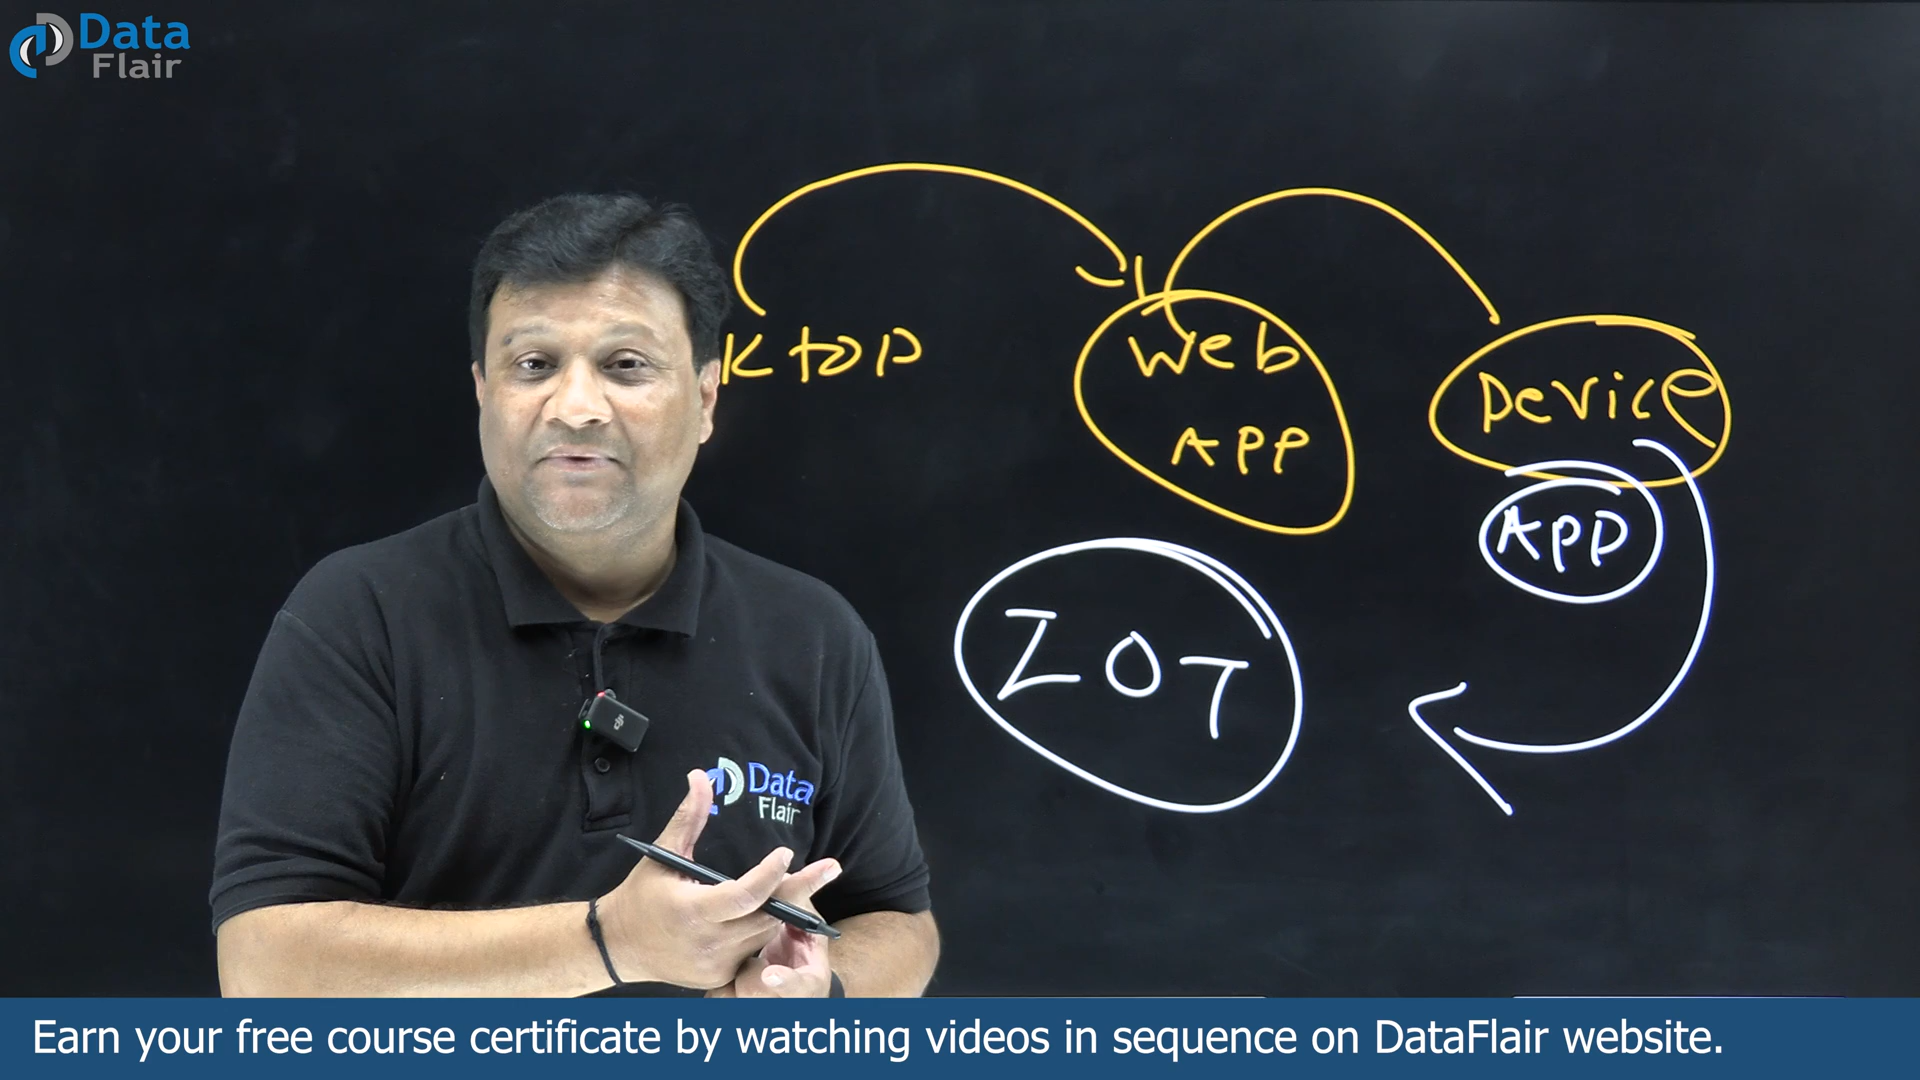 Data
Flair
ktop
Web
APP
Device
APP
IOT
Data
Flair
Earn your free course certificate by watching videos in sequence on DataFlair website.